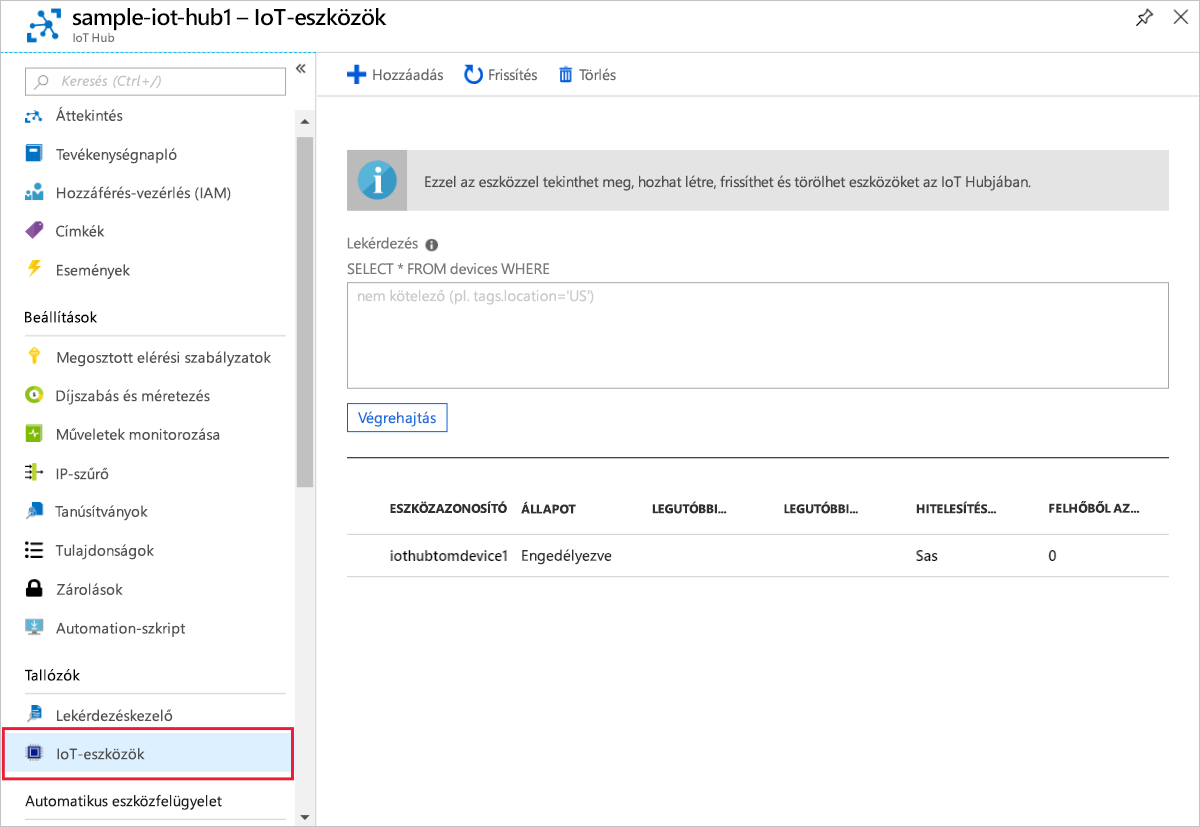 sample-iot-hub1 – IoT-eszközök
IoT Hub
Keresés (Ctrl+/)
«
Áttekintés
Tevékenységnapló
Hozzáférés-vezérlés (IAM)
Címkék
Események
Beállítások
Megosztott elérési szabályzatok
Díjszabás és méretezés
Műveletek monitorozása
IP-szűrő
Tanúsítványok
Tulajdonságok
Zárolások
Automation-szkript
Tallózók
Lekérdezéskezelő
IoT-eszközök
Automatikus eszközfelügyelet
Hozzáadás Frissítés Törlés
Ezzel az eszközzel tekinthet meg, hozhat létre, frissíthet és törölhet eszközöket az IoT Hubjában.
Lekérdezés
SELECT * FROM devices WHERE
nem kötelező (pl. tags.location='US')
Végrehajtás
ESZKÖZAZONOSÍTÓ ÁLLAPOT LEGUTÓBBI... LEGUTÓBBI... HITELESÍTÉS... FELHŐBŐL AZ...
iothubtomdevice1 Engedélyezve Sas 0